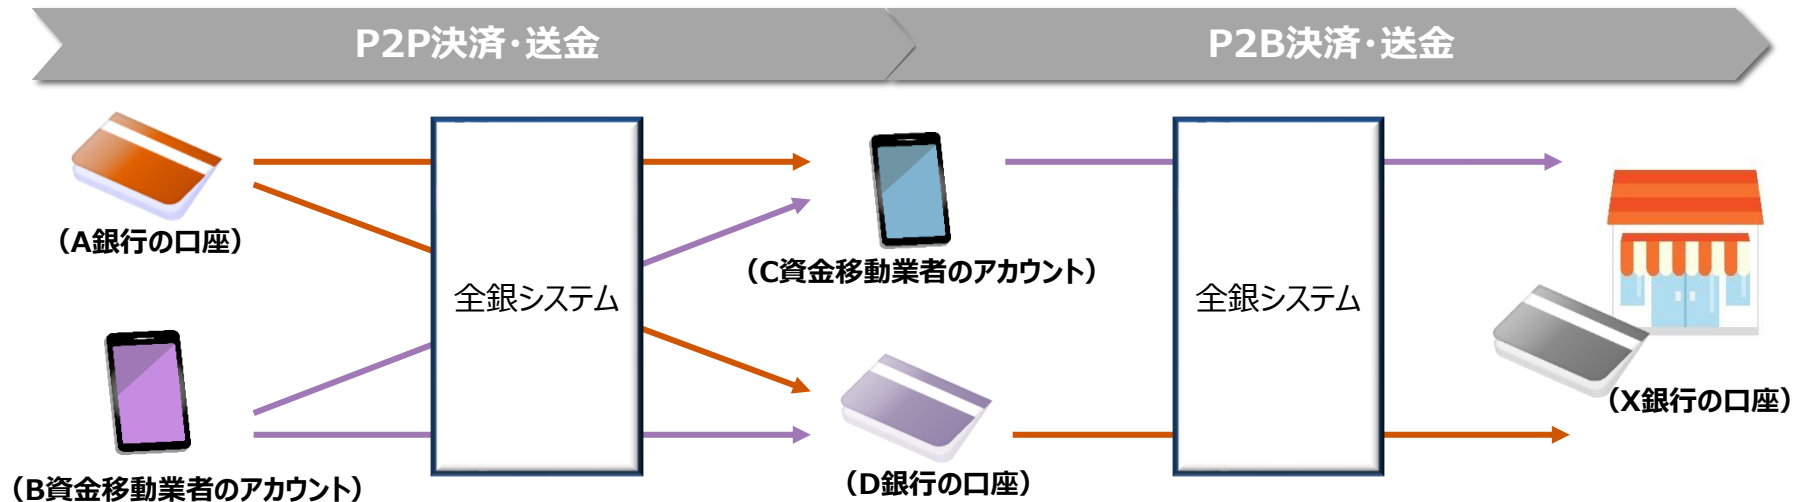 P2P決済・送金
P2B決済・送金
（A銀行の口座）
全銀システム
（C資金移動業者のアカウント）
全銀システム
（X銀行の口座）
（B資金移動業者のアカウント）
（D銀行の口座）